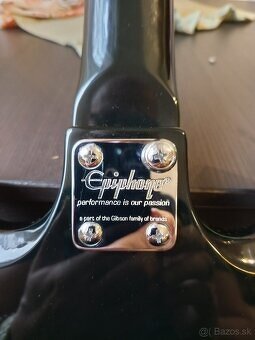 Epiphone
performance is our passion
a part of the Gibson family of brands
Bazos.sk